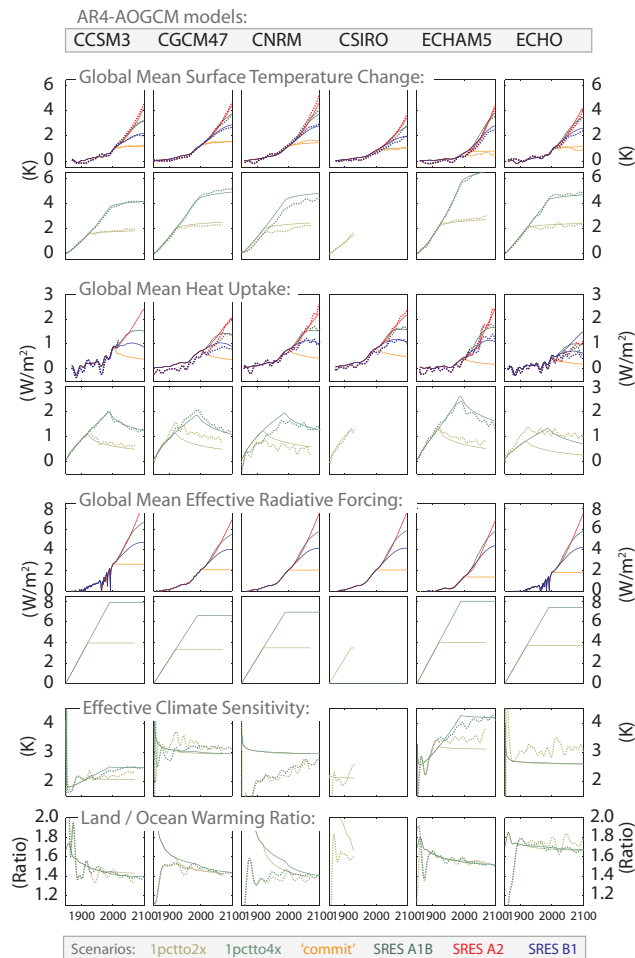 AR4-AOGCM models:
CCSM3 CGCM47 CNRM CSIRO ECHAM5 ECHO
Global Mean Surface Temperature Change:
6 6
4 4
2 2
0 0
(K) (K)
6 6
4 4
2 2
0 0
Global Mean Heat Uptake:
3 3
2 2
1 1
0 0
(W/m²) (W/m²)
3 3
2 2
1 1
0 0
Global Mean Effective Radiative Forcing:
8 8
6 6
4 4
2 2
0 0
(W/m²) (W/m²)
8 8
6 6
4 4
2 2
0 0
Effective Climate Sensitivity:
4 4
3 3
2 2
(K) (K)
Land / Ocean Warming Ratio:
2.0 2.0
1.8 1.8
1.6 1.6
1.4 1.4
1.2 1.2
(Ratio) (Ratio)
1900 2000 1900 2000 1900 2000 1900 2000 1900 2000 1900 2000 2100
Scenarios: 1pctto2x 1pctto4x 'commit' SRES A1B SRES A2 SRES B1